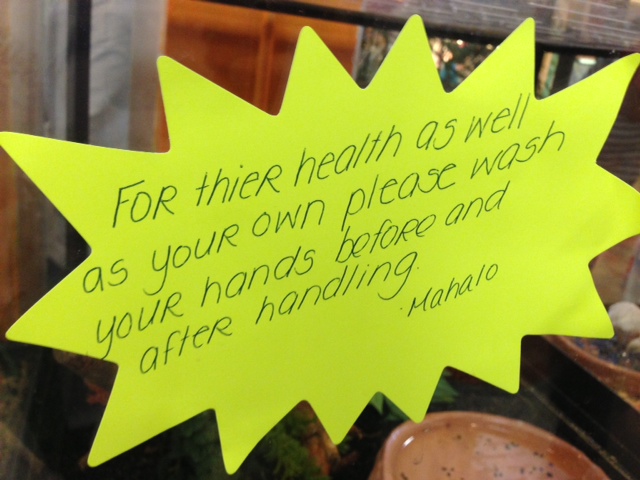 For thier health as well
as your own please wash
your hands before and
after handling.
·Mahalo